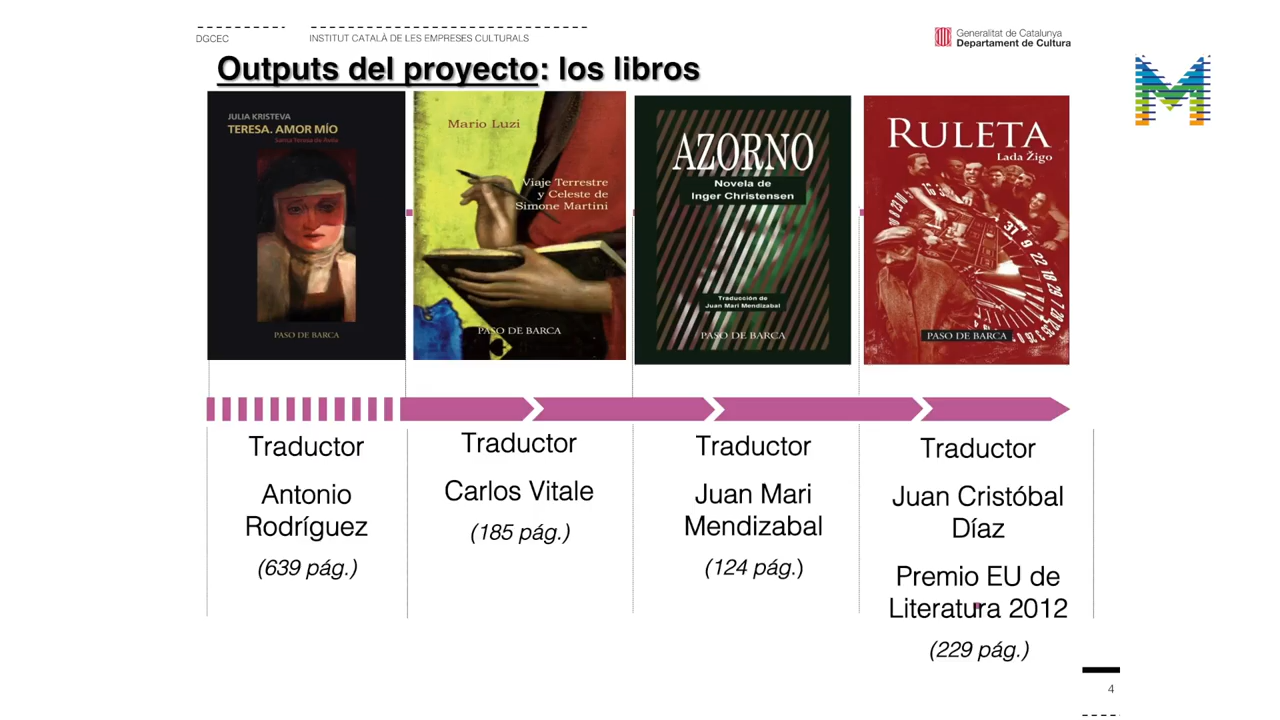 DGCEC
INSTITUT CATALÀ DE LES EMPRESES CULTURALS
Generalitat de Catalunya
Departament de Cultura
Outputs del proyecto: los libros
JULIA KRISTEVA
TERESA. AMOR MÍO
Santa Teresa de Ávila
PASO DE BARCA
Mario Luzi
Viaje Terrestre
y Celeste de
Simone Martini
PASO DE BARCA
AZORNO
Novela de
Inger Christensen
Traducción de
Juan Mari Mendizabal
PASO DE BARCA
RULETA
Lada Žigo
PASO DE BARCA
Traductor
Antonio
Rodríguez
(639 pág.)
Traductor
Carlos Vitale
(185 pág.)
Traductor
Juan Mari
Mendizabal
(124 pág.)
Traductor
Juan Cristóbal
Díaz
Premio EU de
Literatura 2012
(229 pág.)
4